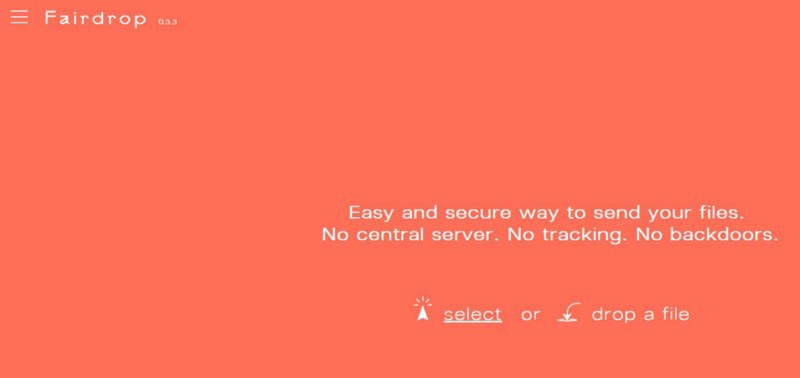 Fairdrop 0.3.3
Easy and secure way to send your files.
No central server. No tracking. No backdoors.
select or drop a file